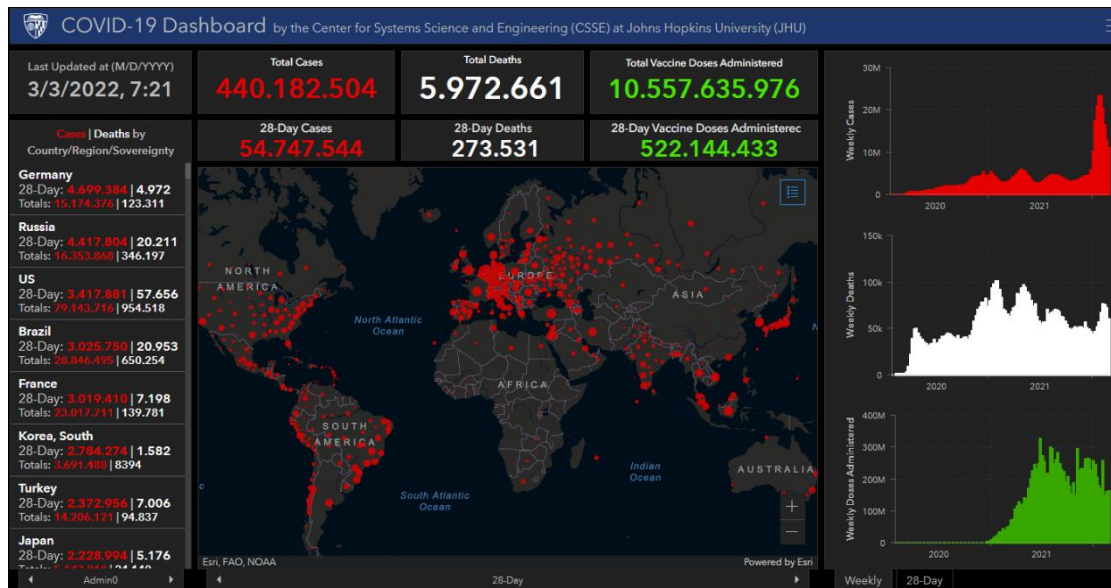 COVID-19 Dashboard by the Center for Systems Science and Engineering (CSSE) at Johns Hopkins University (JHU)
Last Updated at (M/D/YYYY)
3/3/2022, 7:21
Cases | Deaths by
Country/Region/Sovereignty
Germany
28-Day: 4.699.384 | 4.972
Totals: 15.174.376 | 123.311
Russia
28-Day: 4.417.804 | 20.211
Totals: 16.353.868 | 346.197
US
28-Day: 3.417.881 | 57.656
Totals: 79.143.716 | 954.518
Brazil
28-Day: 3.025.750 | 20.953
Totals: 28.846.495 | 650.254
France
28-Day: 3.019.410 | 7.198
Totals: 23.017.711 | 139.781
Korea, South
28-Day: 2.784.274 | 1.582
Totals: 3.691.488 | 8394
Turkey
28-Day: 2.372.956 | 7.006
Totals: 14.206.121 | 94.837
Japan
28-Day: 2.228.994 | 5.176
Admin0
Total Cases
440.182.504
Total Deaths
5.972.661
Total Vaccine Doses Administered
10.557.635.976
28-Day Cases
54.747.544
28-Day Deaths
273.531
28-Day Vaccine Doses Administerec
522.144.433
NORTH
AMERICA
EUROPE
ASIA
North Atlantic
Ocean
AFRICA
SOUTH
AMERICA
Indian
Ocean
AUSTRALIA
South Atlantic
Ocean
Esri, FAO, NOAA
Powered by Esri
28-Day
Weekly Cases
30M
20M
10M
0
2020
2021
Weekly Deaths
150k
100k
50k
0
2020
2021
Weekly Doses Administered
400M
300M
200M
100M
0
2020
2021
Weekly
28-Day